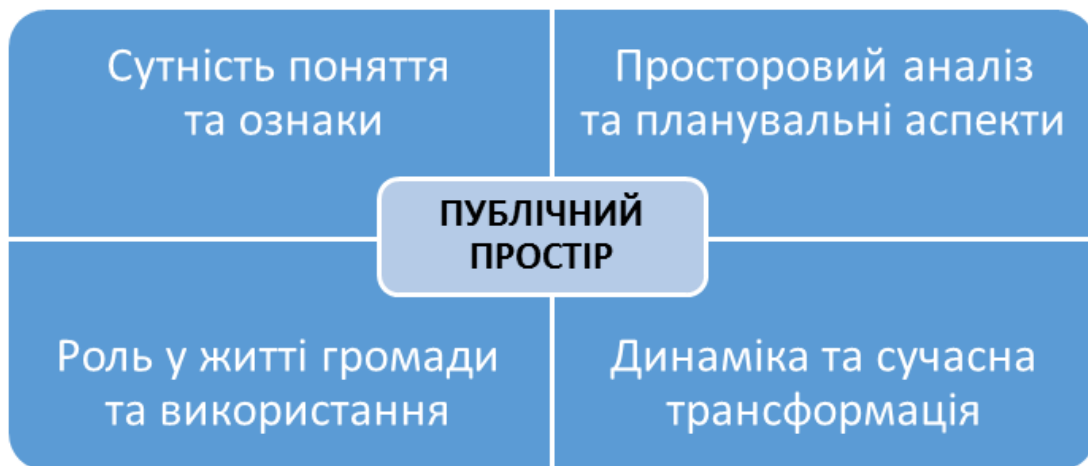 Сутність поняття
та ознаки
Просторовий аналіз
та планувальні аспекти
ПУБЛІЧНИЙ
ПРОСТІР
Роль у житті громади
та використання
Динаміка та сучасна
трансформація